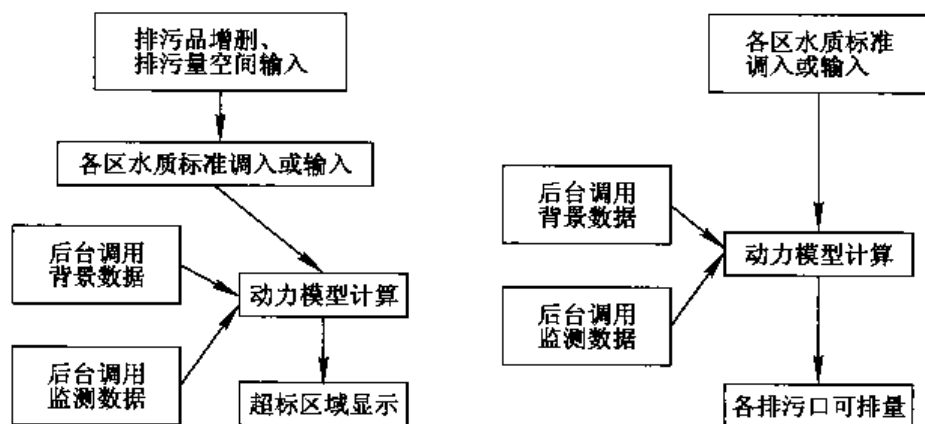 排污品增删、
排污量空间输入
各区水质标准调入或输入
后台调用
背景数据
动力模型计算
后台调用
监测数据
超标区域显示
各区水质标准
调入或输入
后台调用
背景数据
动力模型计算
后台调用
监测数据
各排污口可排量